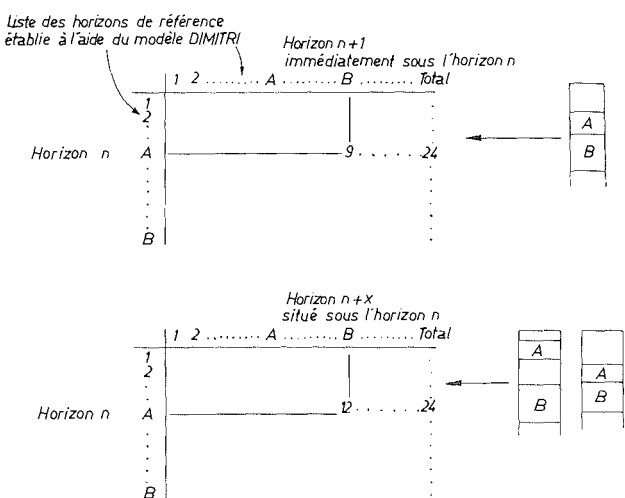 Liste des horizons de référence
établie à l'aide du modèle DIMITRI
Horizon n+1
immédiatement sous l'horizon n
1 2 ........ A ........ B ........ Total
1
2
Horizon n A 9 . . . . . 24
B
A
B
Horizon n+x
situé sous l'horizon n
1 2 ........ A ........ B ........ Total
1
2
Horizon n A 12 . . . . . 24
B
A
B
A
B